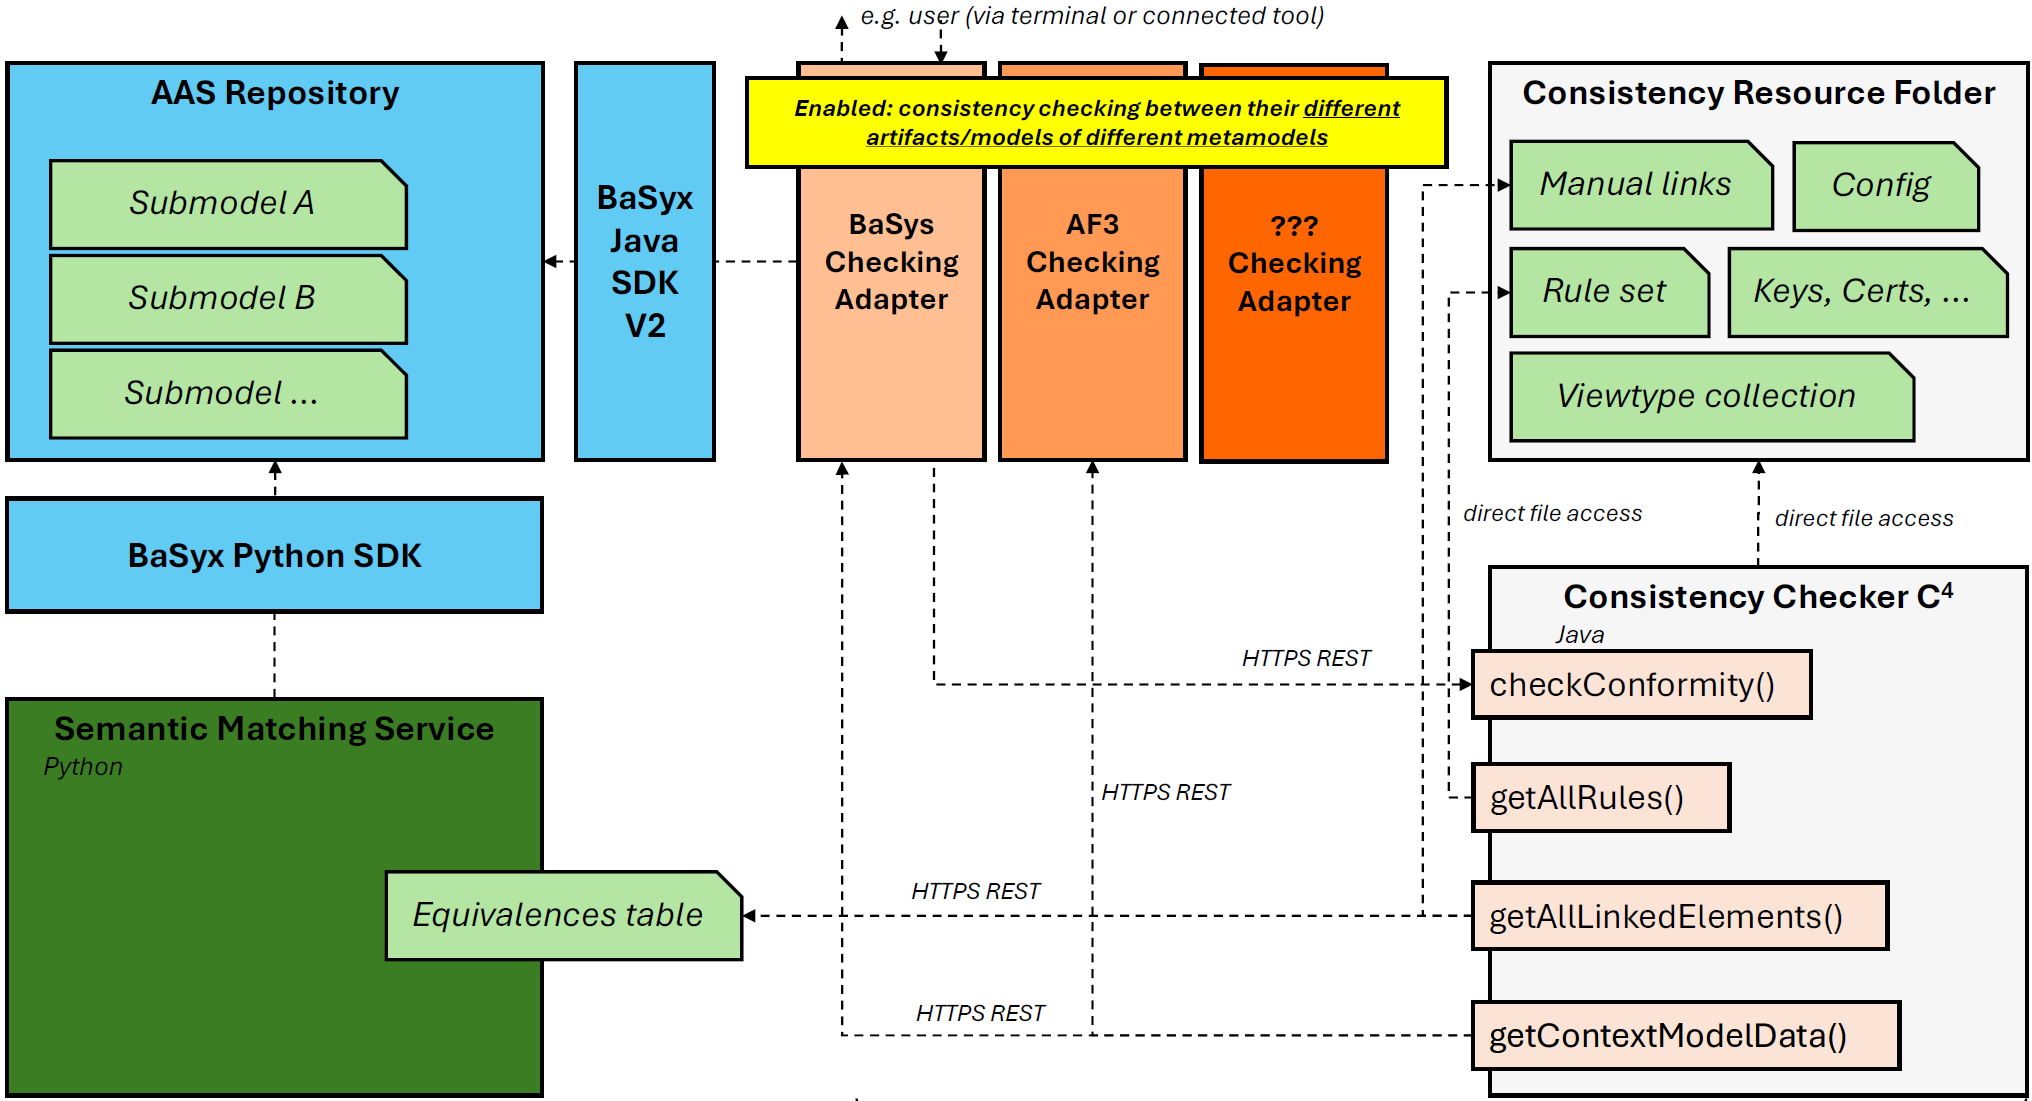 e.g. user (via terminal or connected tool)
AAS Repository
Submodel A
Submodel B
Submodel ...
BaSyx
Java
SDK
V2
Enabled: consistency checking between their different
artifacts/models of different metamodels
BaSys
Checking
Adapter
AF3
Checking
Adapter
???
Checking
Adapter
Consistency Resource Folder
Manual links
Config
Rule set
Keys, Certs, ...
Viewtype collection
direct file access
direct file access
BaSyx Python SDK
Semantic Matching Service
Python
Equivalences table
Consistency Checker C⁴
Java
HTTPS REST
checkConformity()
HTTPS REST
getAllRules()
HTTPS REST
getAllLinkedElements()
HTTPS REST
getContextModelData()